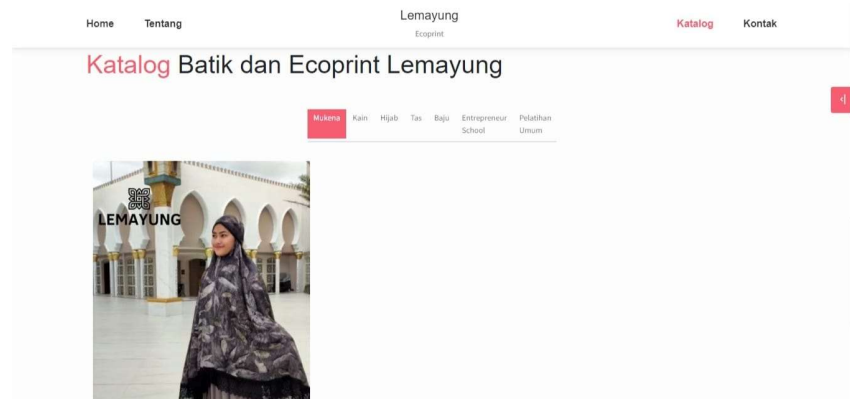 Home
Tentang
Lemayung
Ecoprint
Katalog
Kontak
Katalog Batik dan Ecoprint Lemayung
Mukena
Kain
Hijab
Tas
Baju
Entrepreneur
School
Pelatihan
Umum
LEMAYUNG